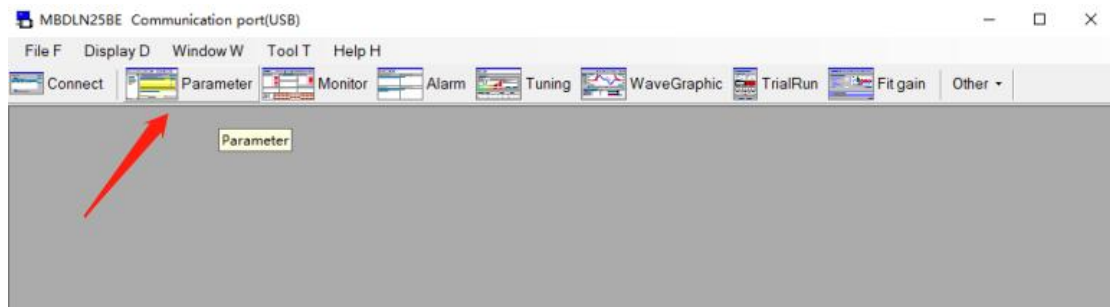 MBDLN25BE Communication port(USB)
File F Display D Window W Tool T Help H
Connect Parameter Monitor Alarm Tuning WaveGraphic TrialRun Fit gain Other
Parameter